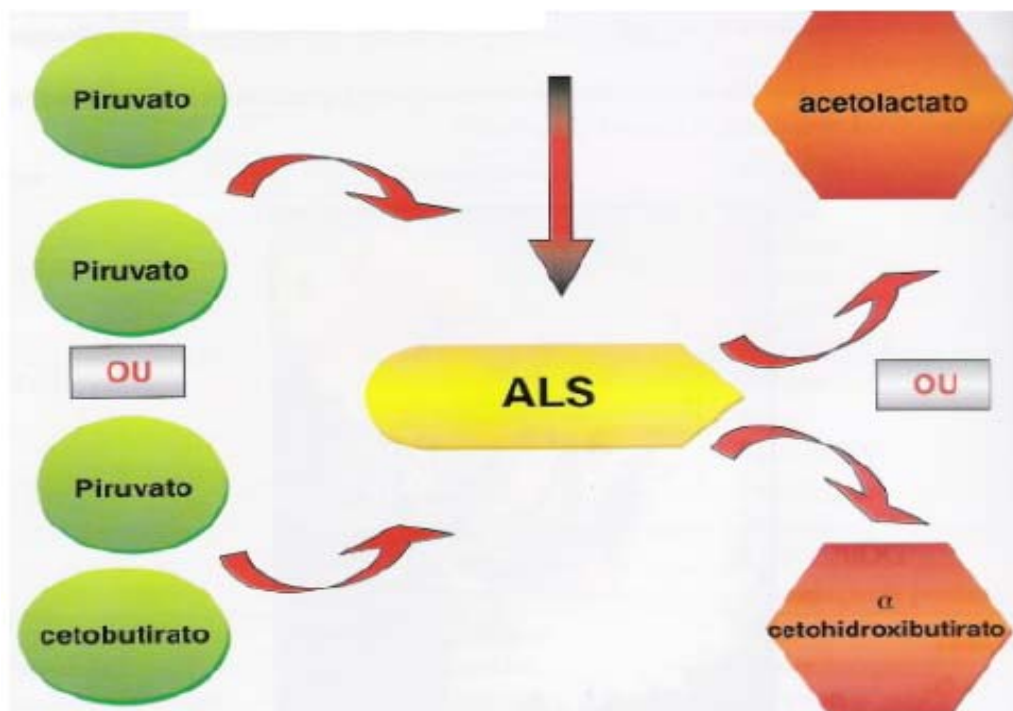 Piruvato
Piruvato
OU
Piruvato
cetobutirato
ALS
acetolactato
OU
α
cetohidroxibutirato